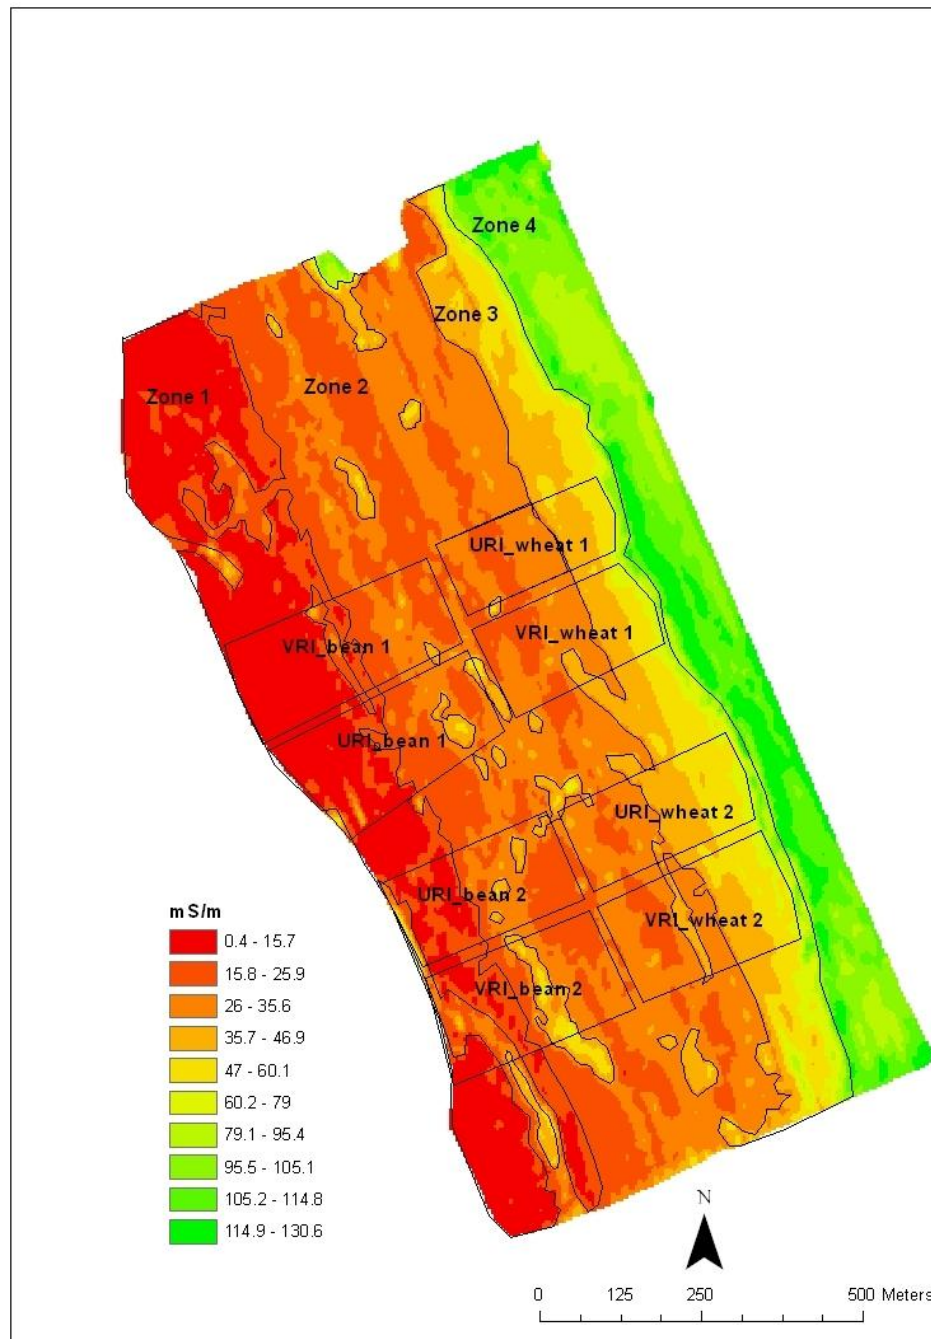 Zone 4
Zone 3
Zone 2
Zone 1
URI_wheat 1
VRI_wheat 1
VRI_bean 1
URI_bean 1
URI_wheat 2
URI_bean 2
VRI_wheat 2
VRI_bean 2
mS/m
0.4 - 15.7
15.8 - 25.9
26 - 35.6
35.7 - 46.9
47 - 60.1
60.2 - 79
79.1 - 95.4
95.5 - 105.1
105.2 - 114.8
114.9 - 130.6
N
0 125 250 500 Meters